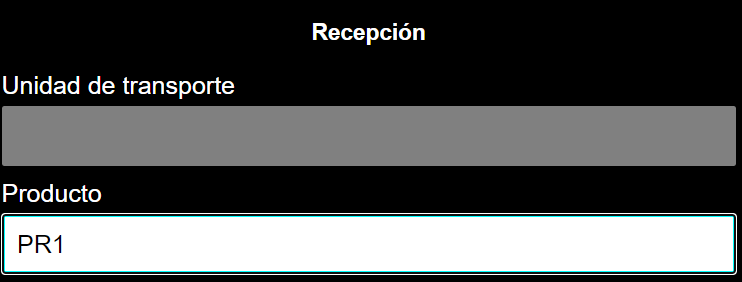 Recepción
Unidad de transporte
Producto
PR1